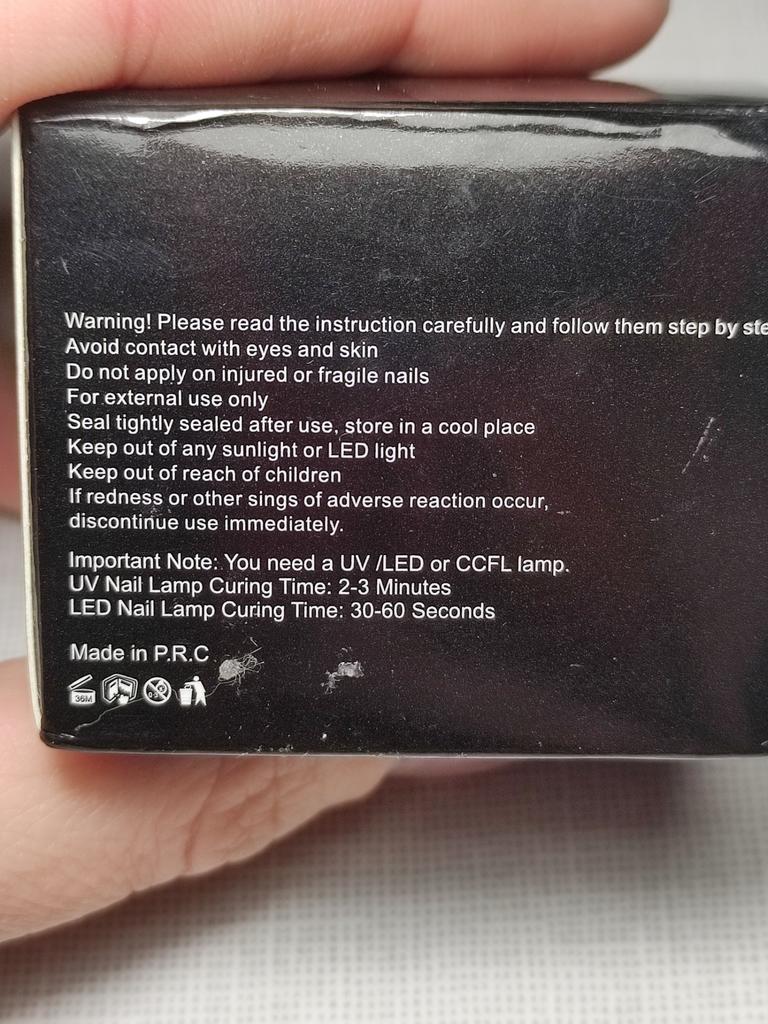 Warning! Please read the instruction carefully and follow them step by ste
Avoid contact with eyes and skin
Do not apply on injured or fragile nails
For external use only
Seal tightly sealed after use, store in a cool place
Keep out of any sunlight or LED light
Keep out of reach of children
If redness or other sings of adverse reaction occur,
discontinue use immediately.
Important Note: You need a UV /LED or CCFL lamp.
UV Nail Lamp Curing Time: 2-3 Minutes
LED Nail Lamp Curing Time: 30-60 Seconds
Made in P.R.C
36M 0-3